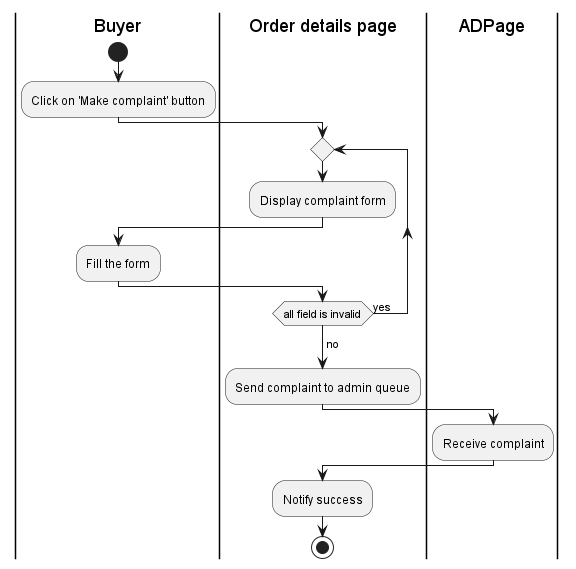 Buyer
Order details page
ADPage
Click on 'Make complaint' button
Display complaint form
Fill the form
all field is invalid
yes
no
Send complaint to admin queue
Receive complaint
Notify success